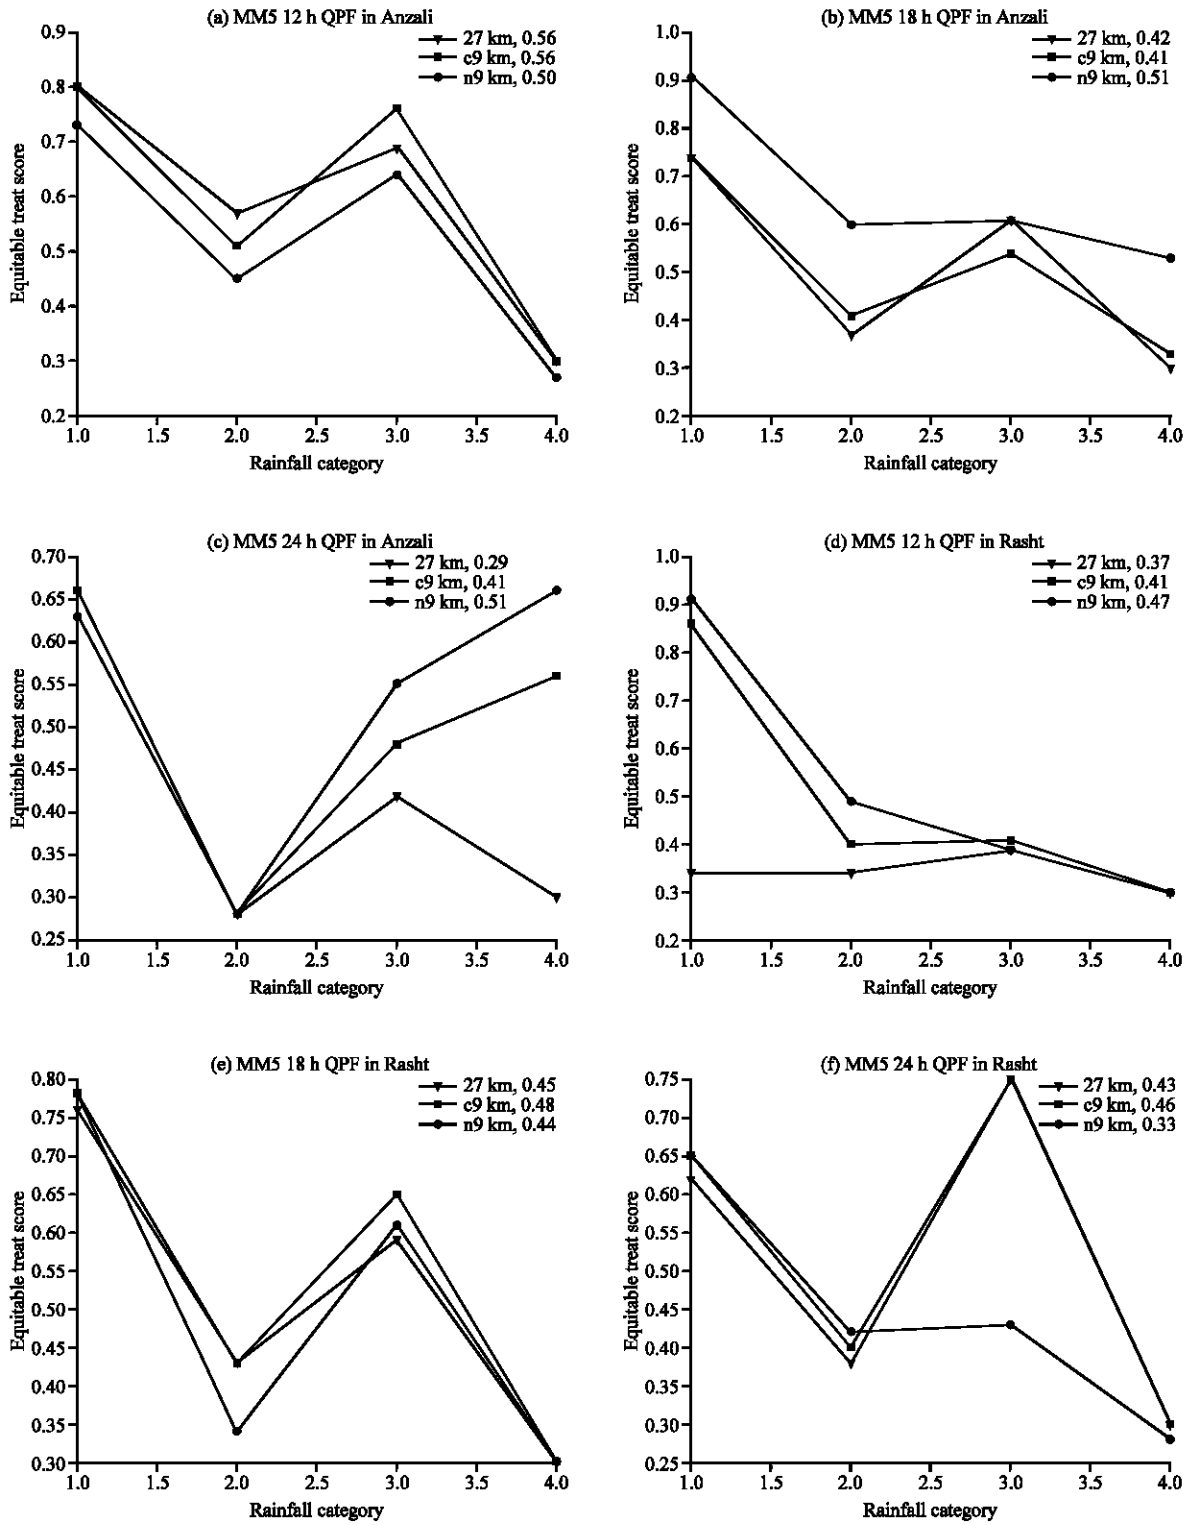 (a) MM5 12 h QPF in Anzali
27 km, 0.56
c9 km, 0.56
n9 km, 0.50
Equitable treat score
0.9
0.8
0.7
0.6
0.5
0.4
0.3
0.2
1.0 1.5 2.0 2.5 3.0 3.5 4.0
Rainfall category
(b) MM5 18 h QPF in Anzali
27 km, 0.42
c9 km, 0.41
n9 km, 0.51
Equitable treat score
1.0
0.9
0.8
0.7
0.6
0.5
0.4
0.3
0.2
1.0 1.5 2.0 2.5 3.0 3.5 4.0
Rainfall category
(c) MM5 24 h QPF in Anzali
27 km, 0.29
c9 km, 0.41
n9 km, 0.51
Equitable treat score
0.70
0.65
0.60
0.55
0.50
0.45
0.40
0.35
0.30
0.25
1.0 1.5 2.0 2.5 3.0 3.5 4.0
Rainfall category
(d) MM5 12 h QPF in Rasht
27 km, 0.37
c9 km, 0.41
n9 km, 0.47
Equitable treat score
1.0
0.9
0.8
0.7
0.6
0.5
0.4
0.3
0.2
1.0 1.5 2.0 2.5 3.0 3.5 4.0
Rainfall category
(e) MM5 18 h QPF in Rasht
27 km, 0.45
c9 km, 0.48
n9 km, 0.44
Equitable treat score
0.80
0.75
0.70
0.65
0.60
0.55
0.50
0.45
0.40
0.35
0.30
1.0 1.5 2.0 2.5 3.0 3.5 4.0
Rainfall category
(f) MM5 24 h QPF in Rasht
27 km, 0.43
c9 km, 0.46
n9 km, 0.33
Equitable treat score
0.75
0.70
0.65
0.60
0.55
0.50
0.45
0.40
0.35
0.30
0.25
1.0 1.5 2.0 2.5 3.0 3.5 4.0
Rainfall category